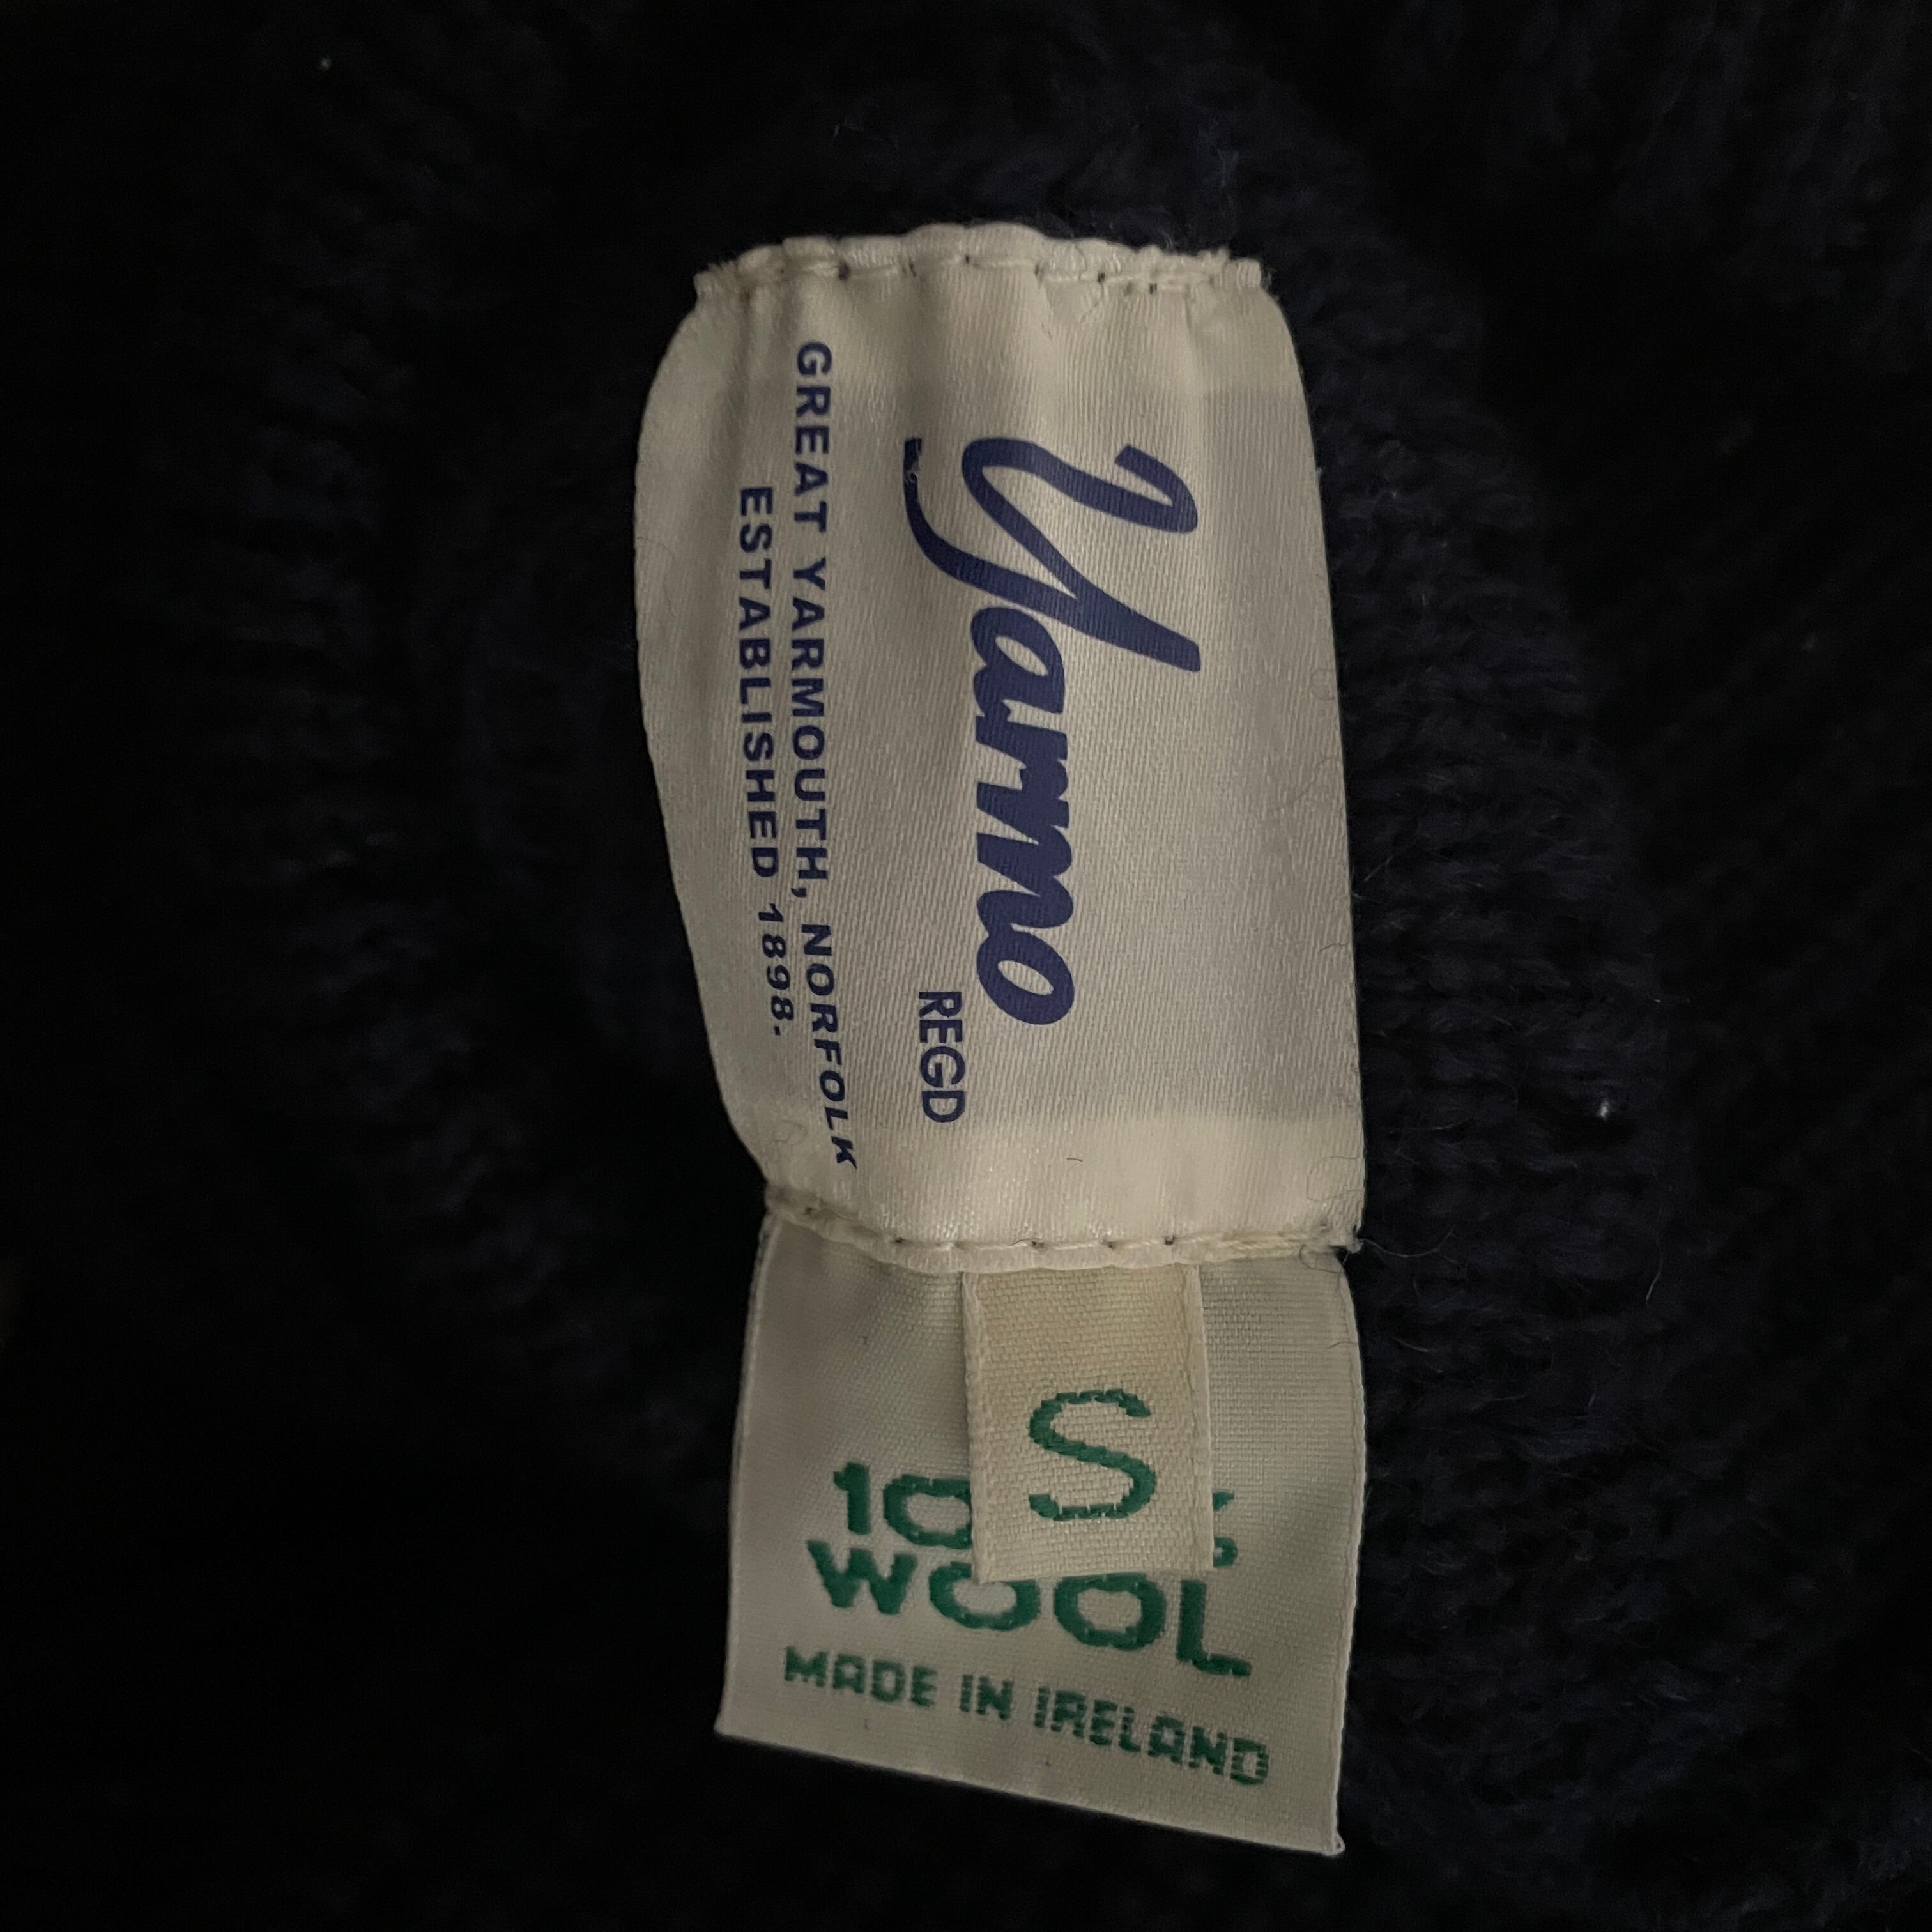 Yarmo
REGD
GREAT YARMOUTH, NORFOLK
ESTABLISHED 1898.
S
WOOL
MADE IN IRELAND